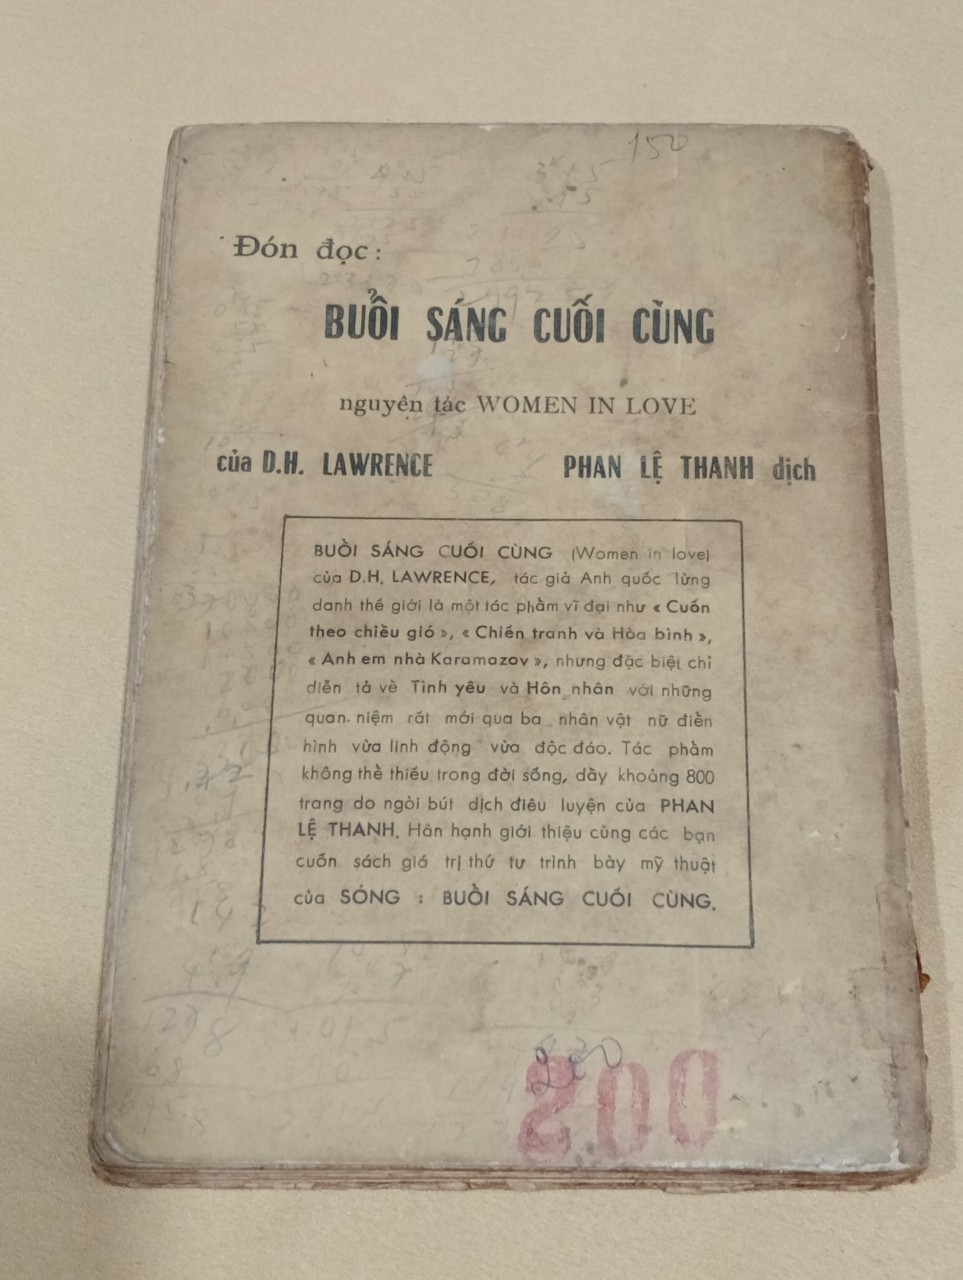 150
Đón đọc :
BUỔI SÁNG CUỐI CÙNG
nguyên tác WOMEN IN LOVE
của D.H. LAWRENCE PHAN LỆ THANH dịch
BUỔI SÁNG CUỐI CÙNG (Women in love)
của D.H. LAWRENCE, tác giả Anh quốc lừng
danh thế giới là một tác phẩm vĩ đại như « Cuốn
theo chiều gió », « Chiến tranh và Hòa bình »,
« Anh em nhà Karamazov », nhưng đặc biệt chỉ
diễn tả về Tình yêu và Hôn nhân với những
quan. niệm rất mới qua ba nhân vật nữ điển
hình vừa linh động vừa độc đáo. Tác phẩm
không thể thiếu trong đời sống, dầy khoảng 800
trang do ngòi bút dịch điêu luyện của PHAN
LỆ THANH. Hân hạnh giới thiệu cùng các bạn
cuốn sách giá trị thứ tư trình bày mỹ thuật
của SÓNG : BUỔI SÁNG CUỐI CÙNG.
200